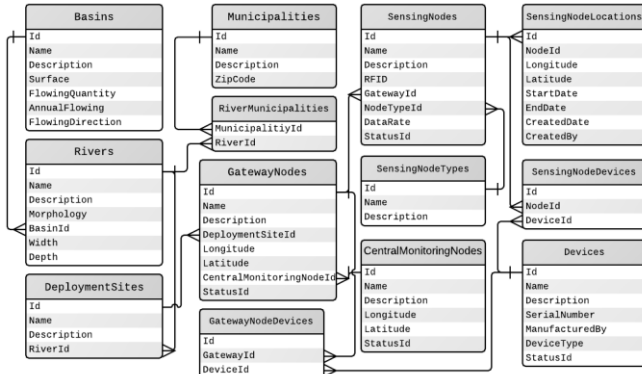 Basins
Id
Name
Description
Surface
FlowingQuantity
AnnualFlowing
FlowingDirection
Rivers
Id
Name
Description
Morphology
BasinId
Width
Depth
DeploymentSites
Id
Name
Description
RiverId
Municipalities
Id
Name
Description
ZipCode
RiverMunicipalities
MunicipalitiyId
RiverId
GatewayNodes
Id
Name
Description
DeploymentSiteId
Longitude
Latitude
CentralMonitoringNodeId
StatusId
GatewayNodeDevices
Id
GatewayId
DeviceId
SensingNodes
Id
Name
Description
RFID
GatewayId
NodeTypeId
DataRate
StatusId
SensingNodeTypes
Id
Name
Description
CentralMonitoringNodes
Id
Name
Description
Longitude
Latitude
StatusId
SensingNodeLocations
Id
NodeId
Longitude
Latitude
StartDate
EndDate
CreatedDate
CreatedBy
SensingNodeDevices
Id
NodeId
DeviceId
Devices
Id
Name
Description
SerialNumber
ManufacturedBy
DeviceType
StatusId